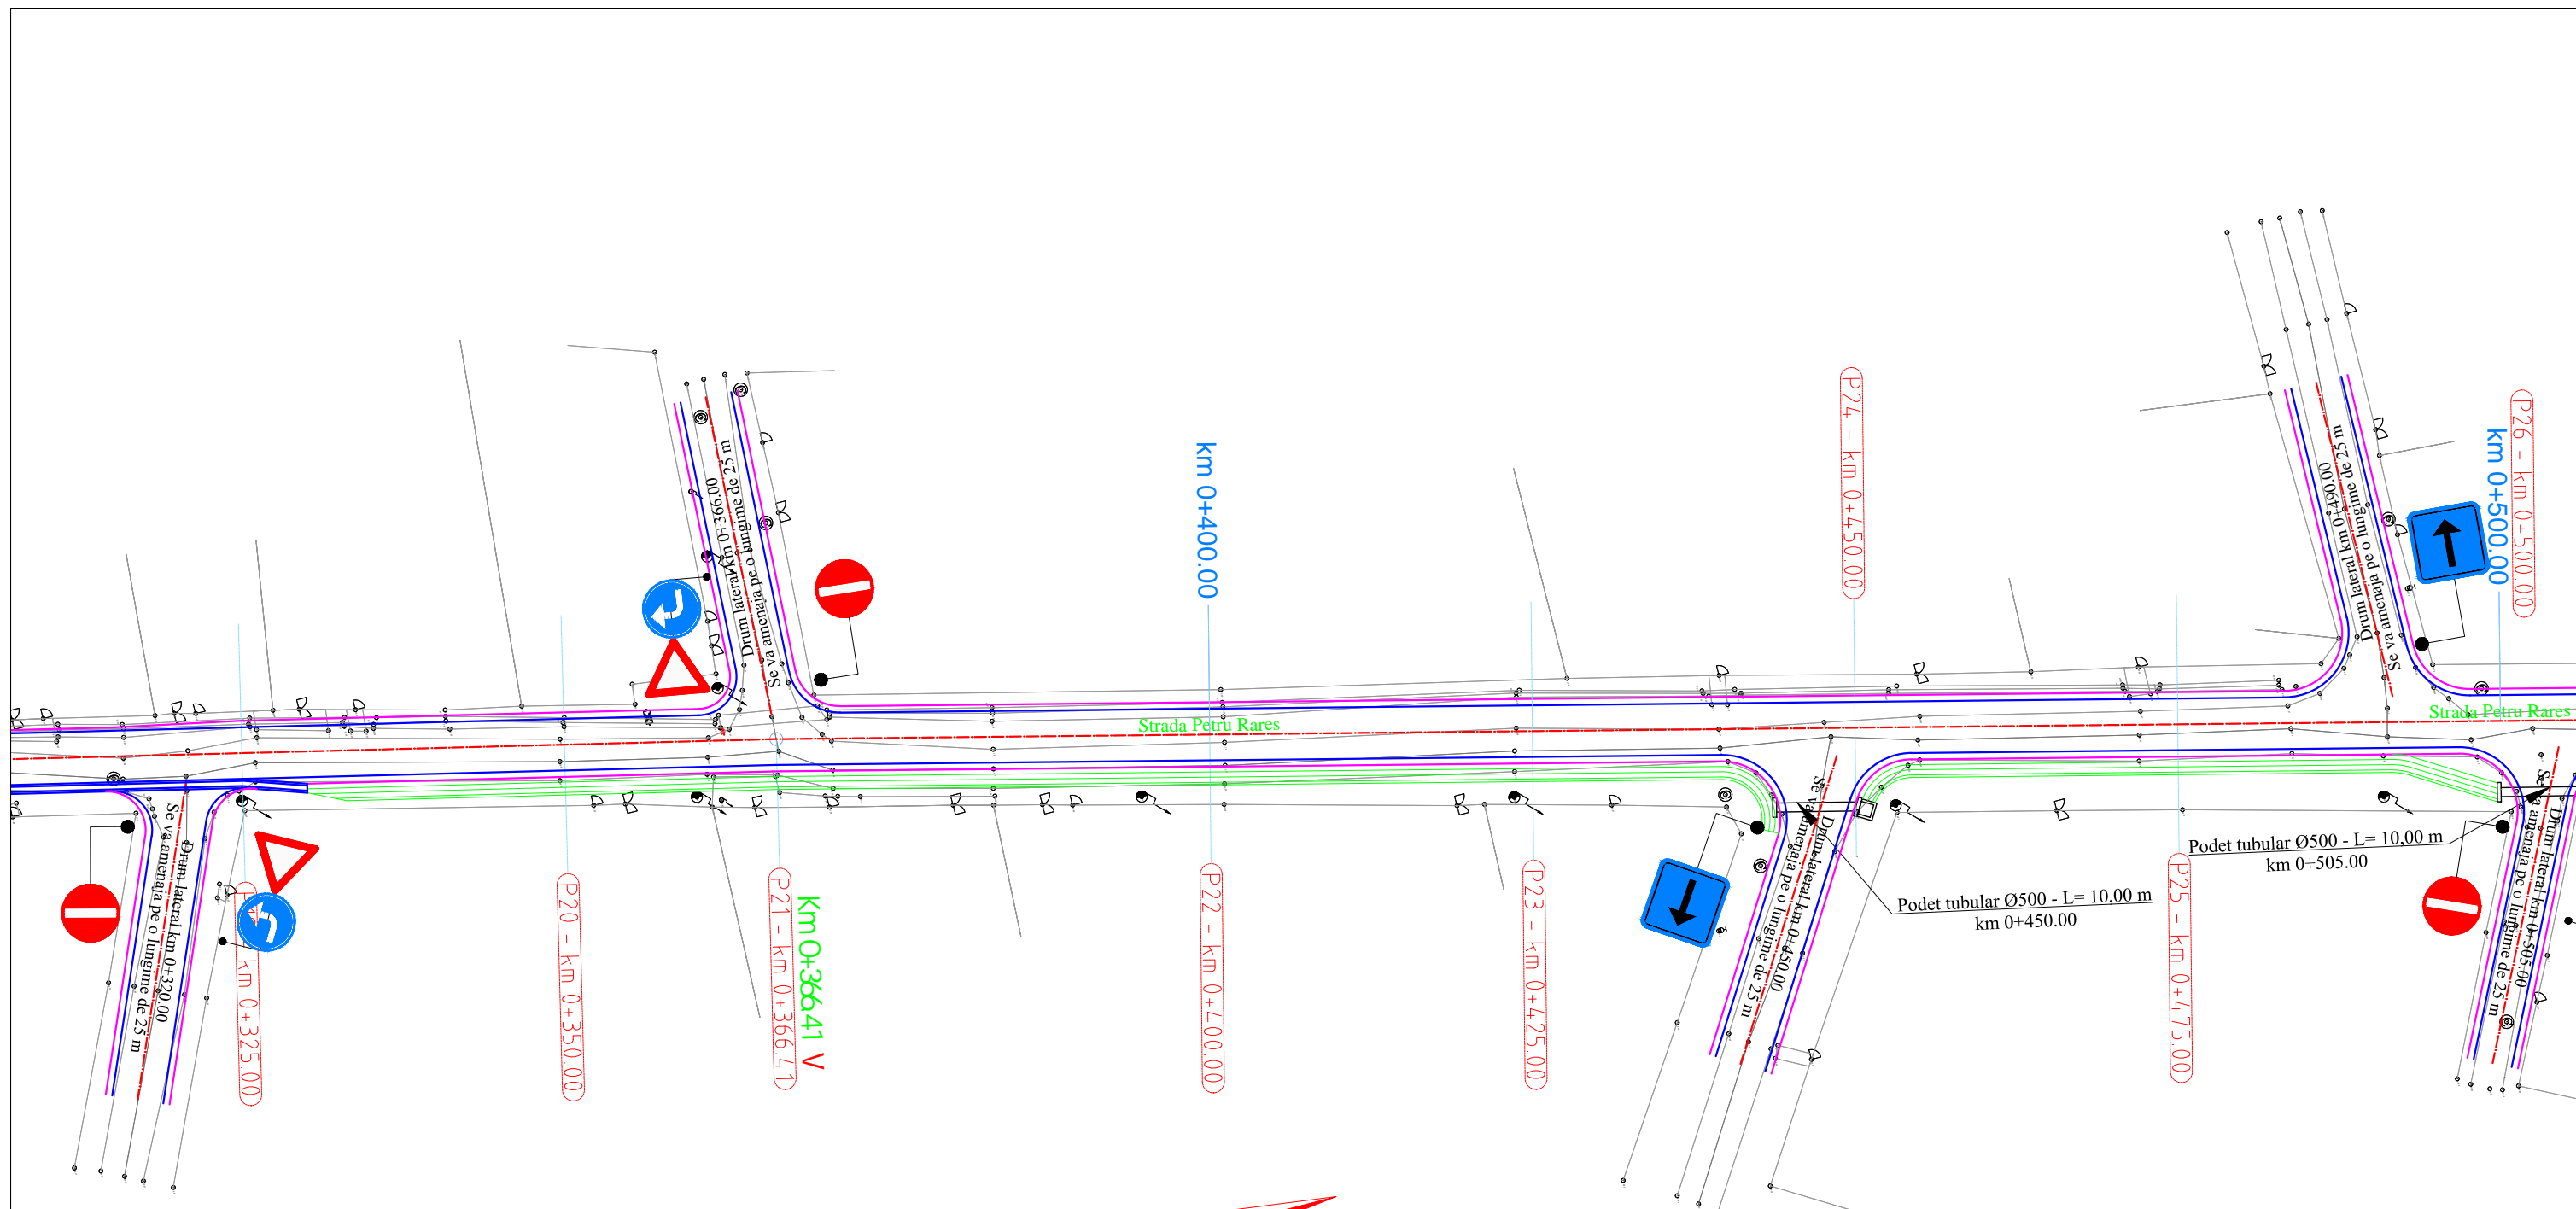 Se va amenaja pe o lungime de 25 m
Drum lateral km 0+320.00
km 0+325.00
P20 - km 0+350.00
Drum lateral km 0+366.00
Se va amenaja pe o lungime de 25 m
P21 - km 0+366.41
Km 0+366.41 V
km 0+400.00
P22 - km 0+400.00
Strada Petru Rares
P23 - km 0+425.00
P24 - km 0+450.00
Se va amenaja pe o lungime de 25 m
Drum lateral km 0+450.00
Podet tubular Ø500 - L= 10,00 m
km 0+450.00
P25 - km 0+475.00
Podet tubular Ø500 - L= 10,00 m
km 0+505.00
Drum lateral km 0+490.00
Se va amenaja pe o lungime de 25 m
km 0+500.00
P26 - km 0+500.00
Strada Petru Rares
Se va amenaja pe o lungime de 25 m
Drum lateral km 0+505.00